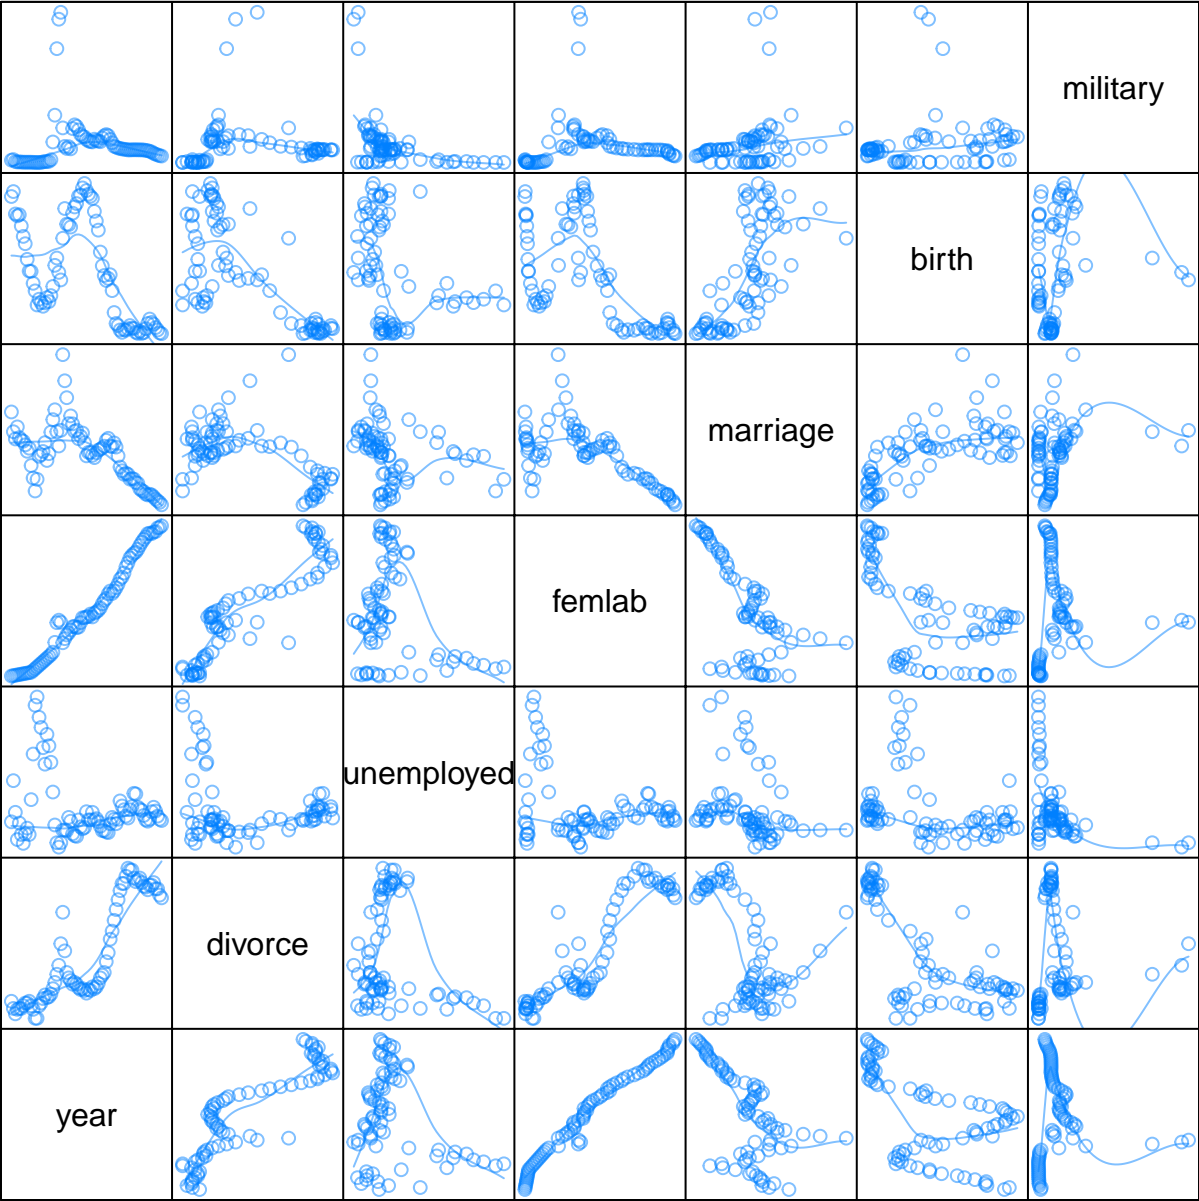 military
birth
marriage
femlab
unemployed
divorce
year